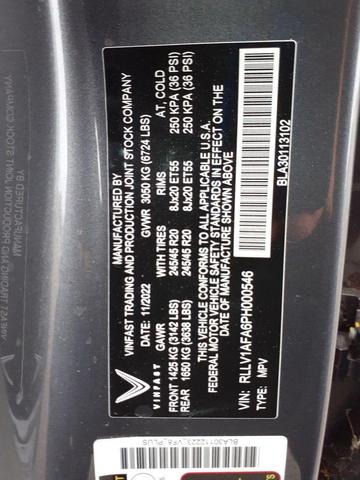 MANUFACTURED BY
VINFAST TRADING AND PRODUCTION JOINT STOCK COMPANY
11/2022 GVWR 3050 KG (6724 LBS)
GAWR WITH TIRES RIMS AT, COLD
FRONT 1425 KG (3142 LBS) 245/45 R20 8Jx20 ET55 250 KPA (36 PSI)
REAR 1650 KG (3638 LBS) 245/45 R20 8Jx20 ET55 250 KPA (36 PSI)
THIS VEHICLE CONFORMS TO ALL APPLICABLE U.S.A.
FEDERAL MOTOR VEHICLE SAFETY STANDARDS IN EFFECT ON THE
DATE OF MANUFACTURE SHOWN ABOVE
VINFAST
VIN: RLLV1AFA6PH000546
TYPE: MPV
BLA30113102
BLA30112223_VF8_PLUS